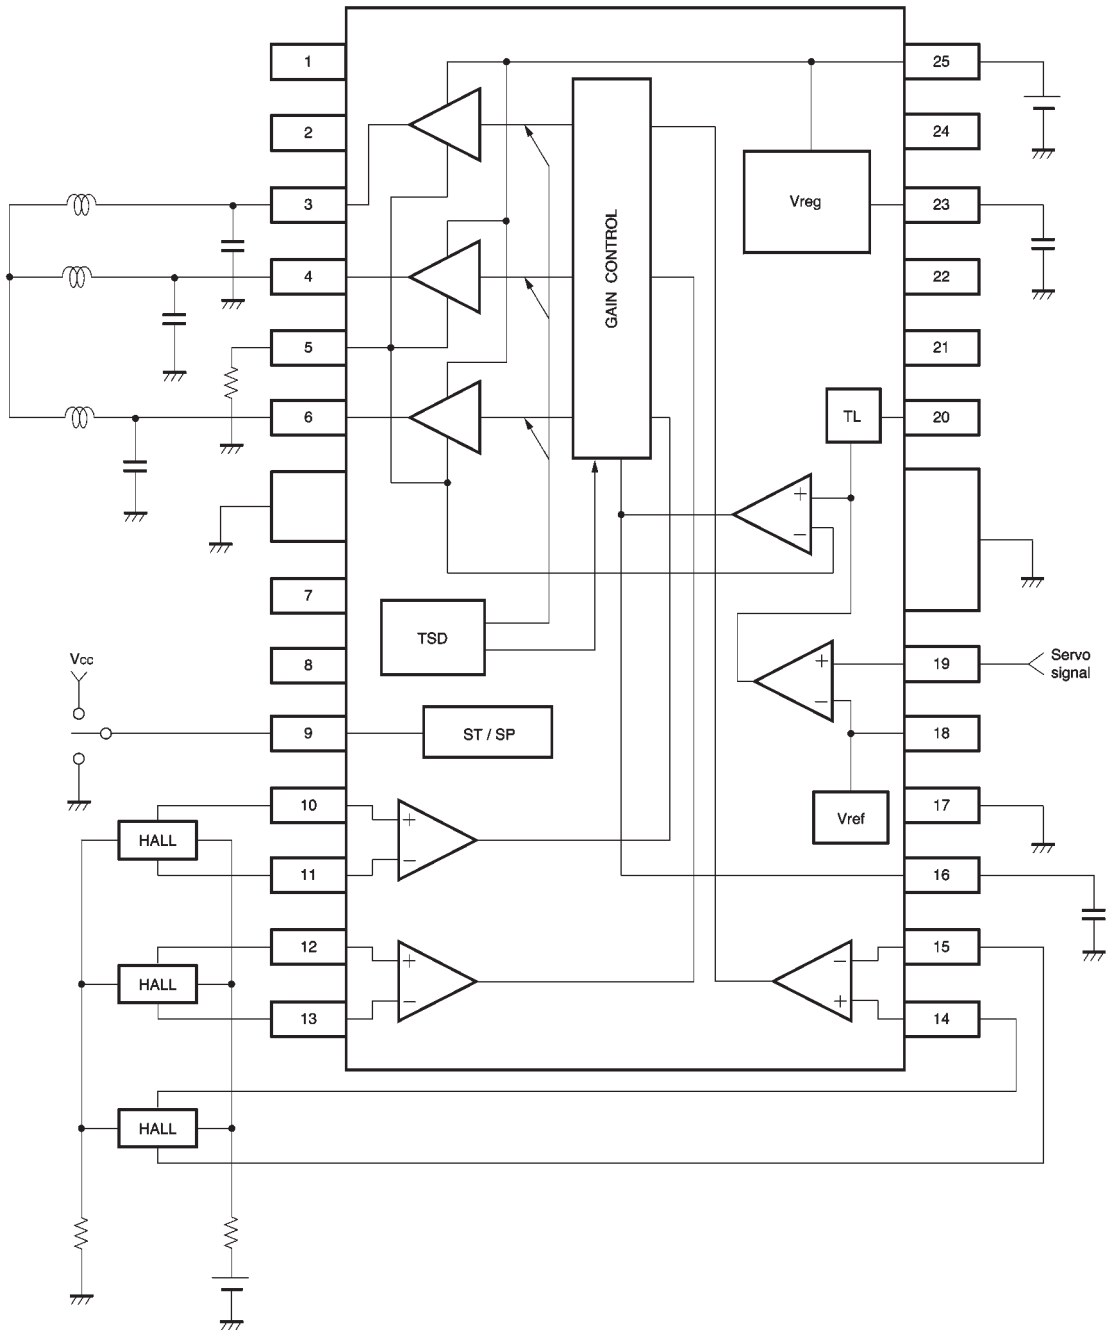 1
25
2
24
3
Vreg
23
4
GAIN CONTROL
22
5
21
6
TL
20
+
−
7
TSD
8
Vcc
+
−
19
Servo
signal
9
ST / SP
18
10
+
Vref
17
HALL
11
−
16
12
+
−
15
HALL
13
−
+
14
HALL